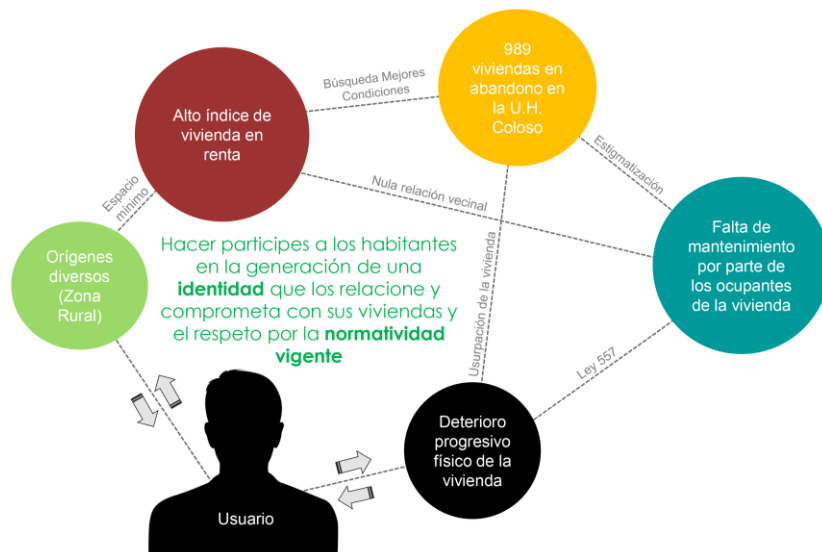 989
viviendas en
abandono en
la U.H.
Coloso
Búsqueda Mejores
Condiciones
Alto índice de
vivienda en
renta
Estigmatización
Espacio
mínimo
Nula relación vecinal
Falta de
mantenimiento
por parte de
los ocupantes
de la vivienda
Orígenes
diversos
(Zona
Rural)
Hacer participes a los habitantes
en la generación de una
identidad que los relacione y
comprometa con sus viviendas y
el respeto por la normatividad
vigente
Usurpación de la vivienda
Ley 557
Deterioro
progresivo
físico de la
vivienda
Usuario